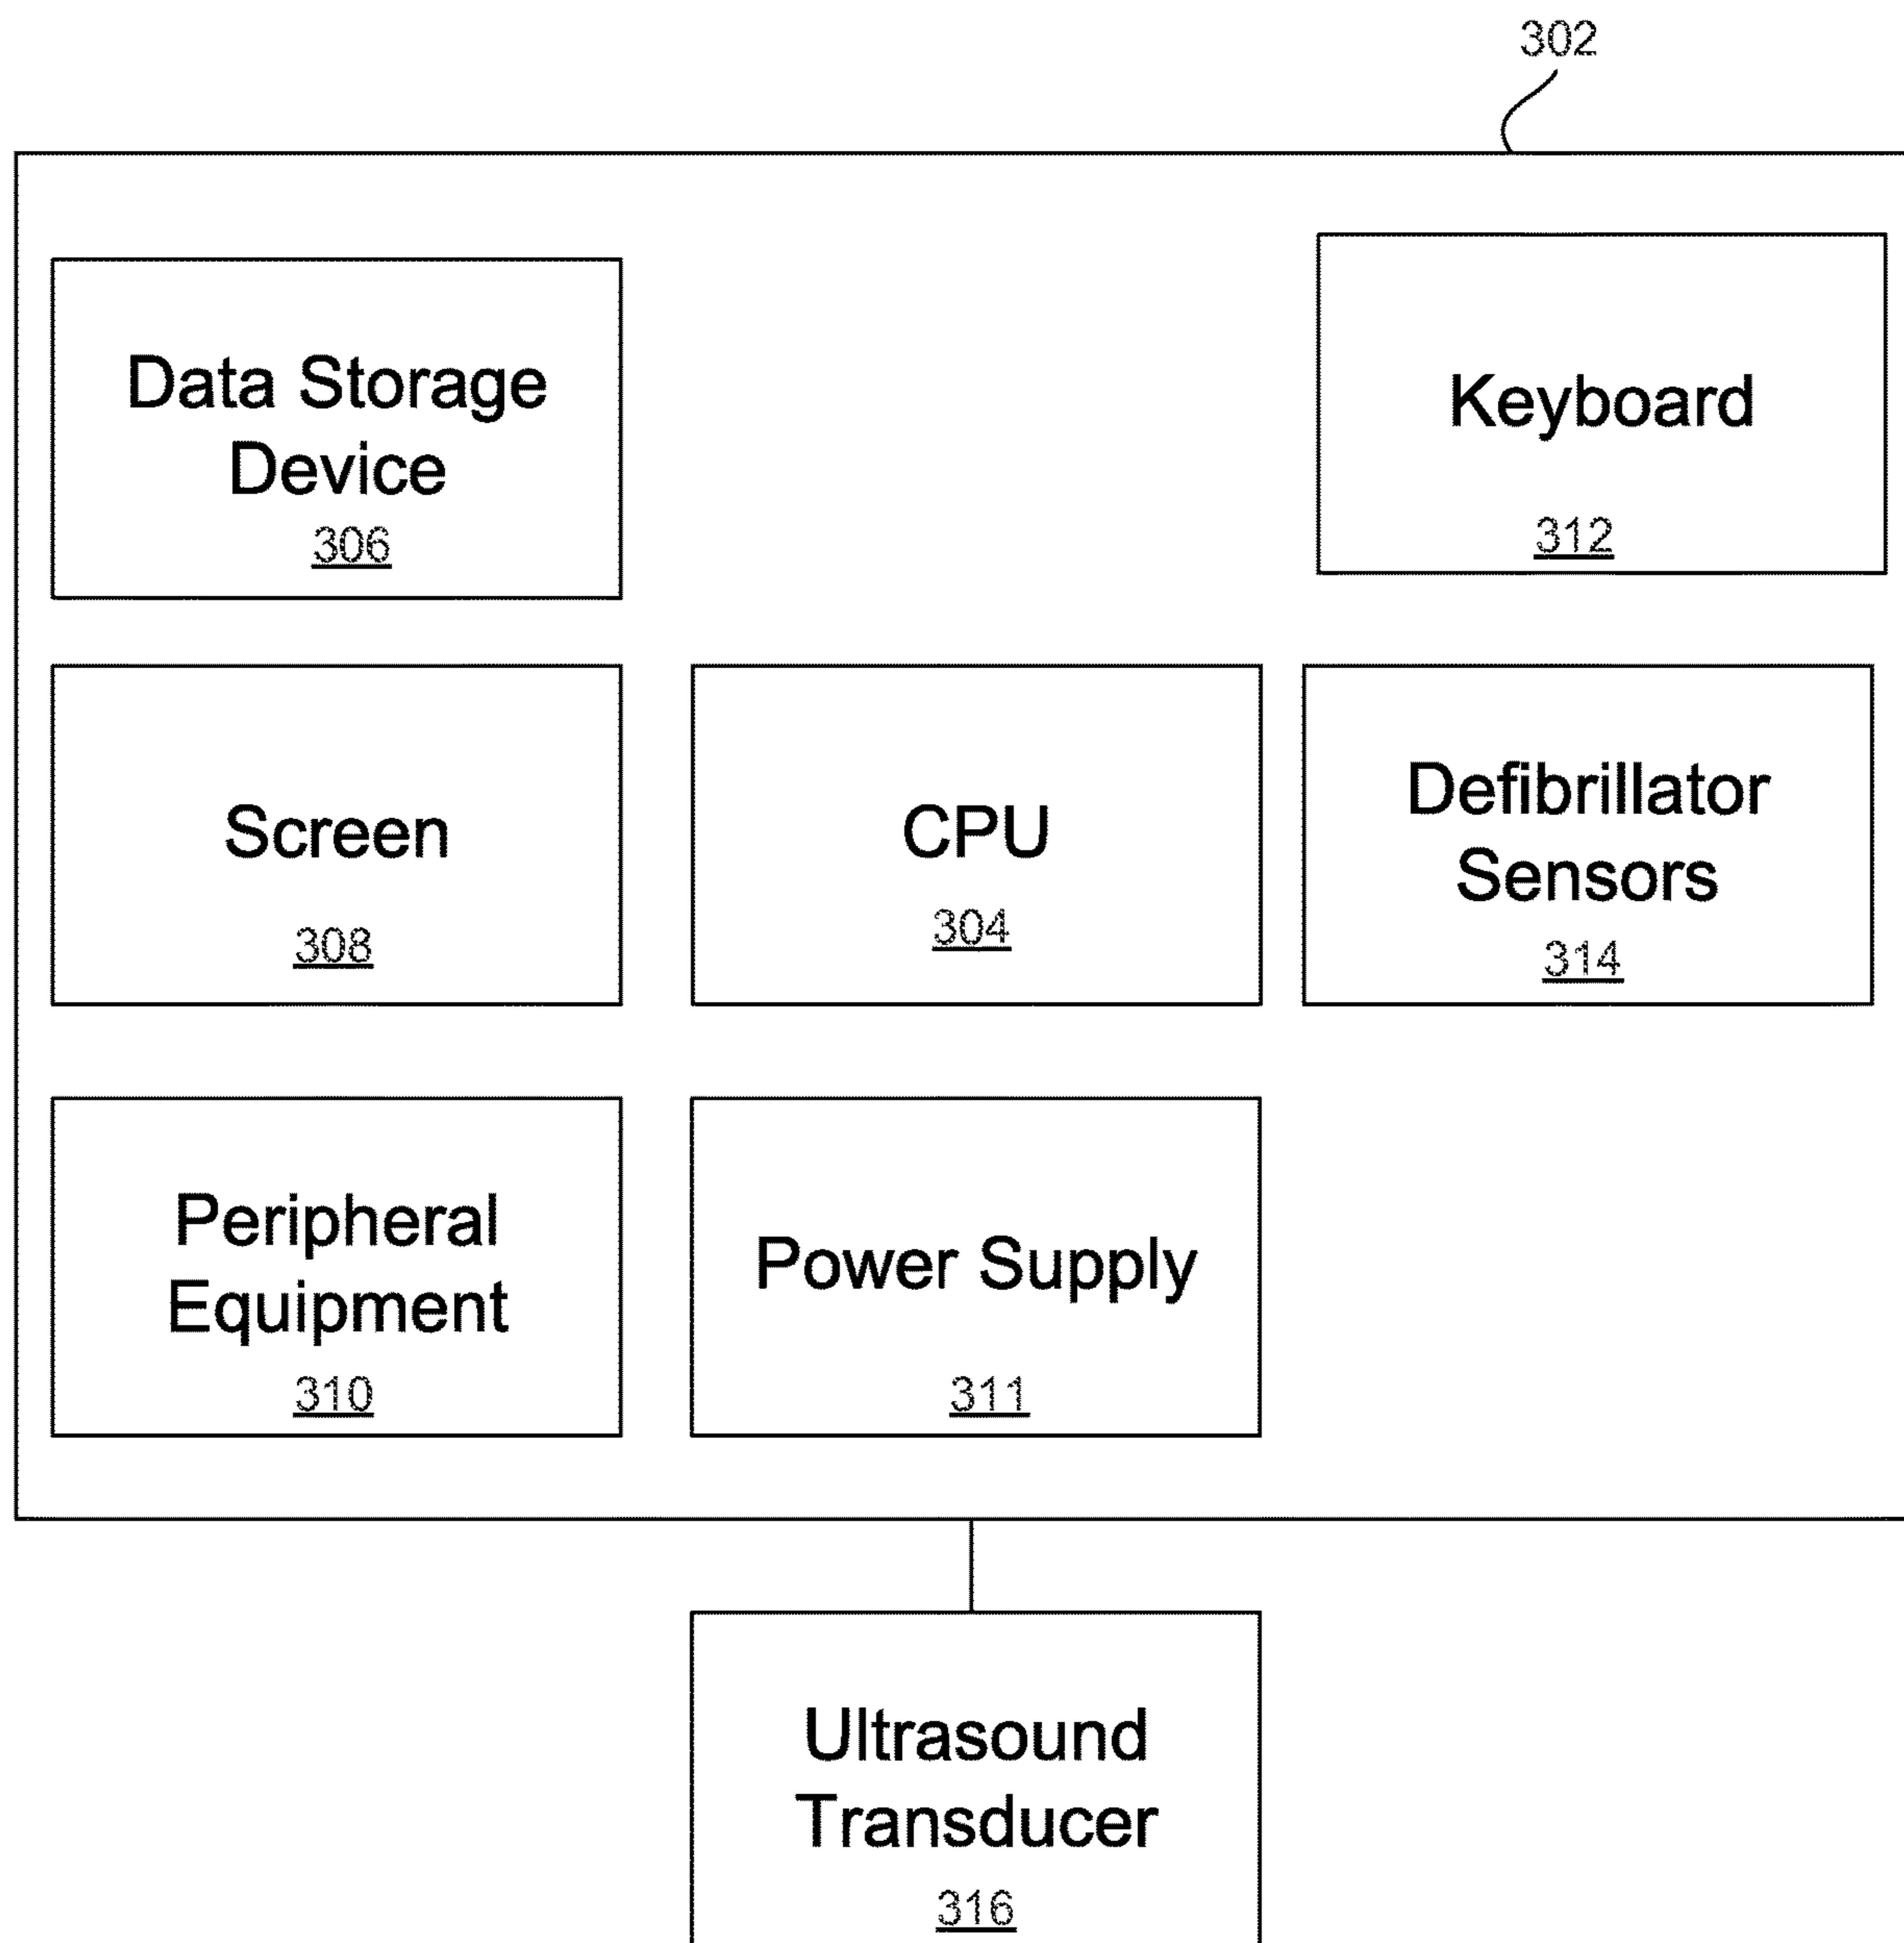 302
Data Storage
Device
306
Keyboard
312
Screen
308
CPU
304
Defibrillator
Sensors
314
Peripheral
Equipment
310
Power Supply
311
Ultrasound
Transducer
316